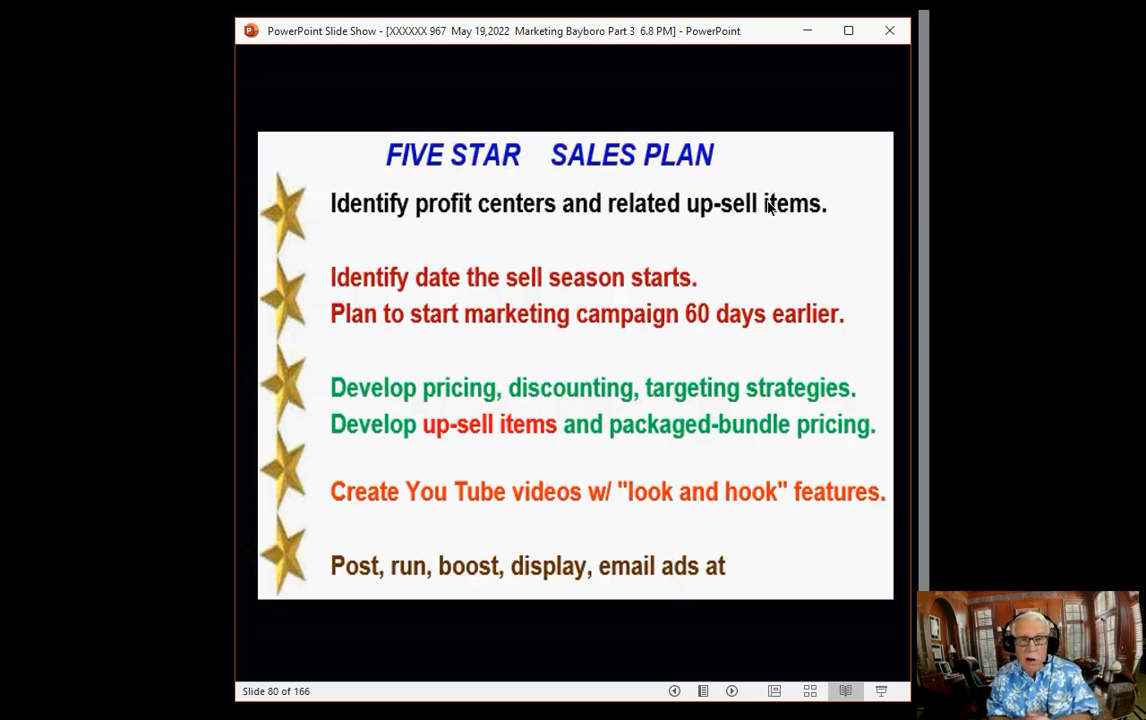 PowerPoint Slide Show - [XXXXXX 967 May 19,2022 Marketing Bayboro Part 3 6.8 PM] - PowerPoint
FIVE STAR SALES PLAN
Identify profit centers and related up-sell items.
Identify date the sell season starts.
Plan to start marketing campaign 60 days earlier.
Develop pricing, discounting, targeting strategies.
Develop up-sell items and packaged-bundle pricing.
Create You Tube videos w/ "look and hook" features.
Post, run, boost, display, email ads at
Slide 80 of 166